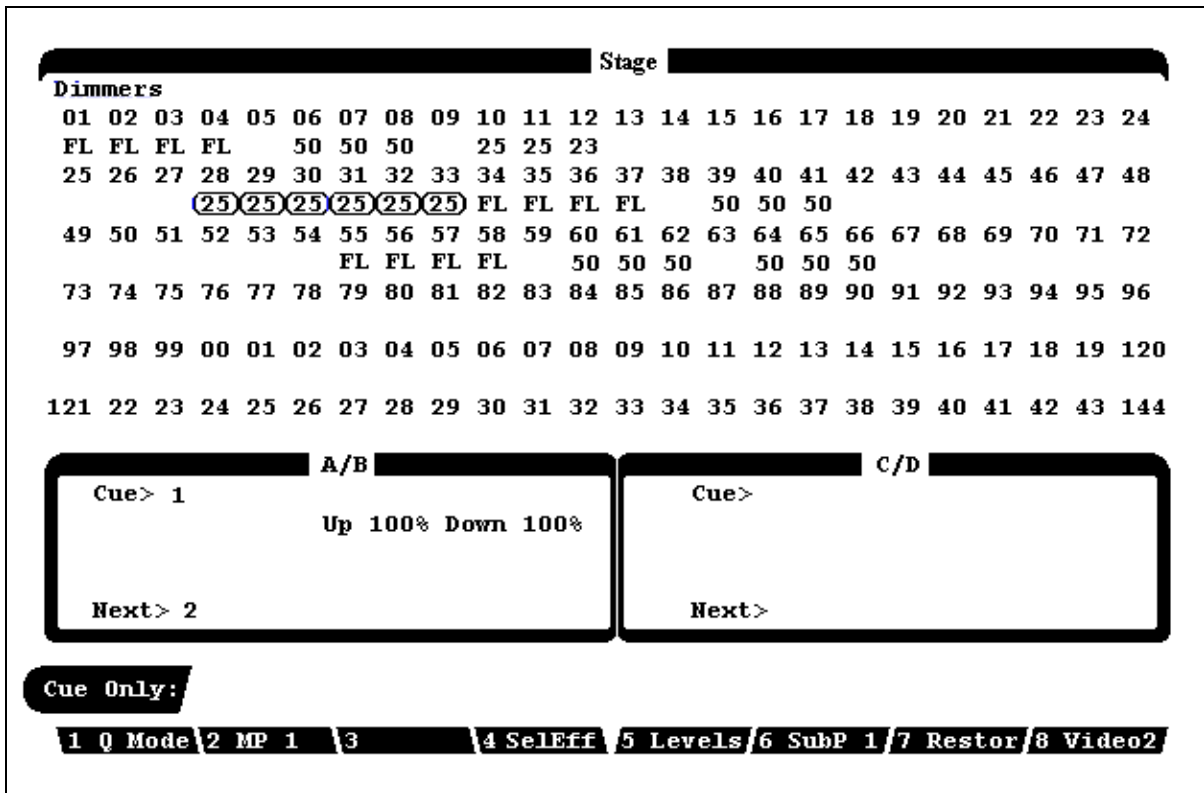 Stage
Dimmers
01 02 03 04 05 06 07 08 09 10 11 12 13 14 15 16 17 18 19 20 21 22 23 24
FL FL FL FL 50 50 50 25 25 23
25 26 27 28 29 30 31 32 33 34 35 36 37 38 39 40 41 42 43 44 45 46 47 48
25 25 25 25 25 25 FL FL FL FL 50 50 50
49 50 51 52 53 54 55 56 57 58 59 60 61 62 63 64 65 66 67 68 69 70 71 72
FL FL FL FL 50 50 50 50 50 50
73 74 75 76 77 78 79 80 81 82 83 84 85 86 87 88 89 90 91 92 93 94 95 96
97 98 99 00 01 02 03 04 05 06 07 08 09 10 11 12 13 14 15 16 17 18 19 120
121 22 23 24 25 26 27 28 29 30 31 32 33 34 35 36 37 38 39 40 41 42 43 144
A/B
Cue> 1
Up 100% Down 100%
Next> 2
C/D
Cue>
Next>
Cue Only:
1 Q Mode 2 MP 1 3 4 SelEff 5 Levels 6 SubP 1 7 Restor 8 Video2